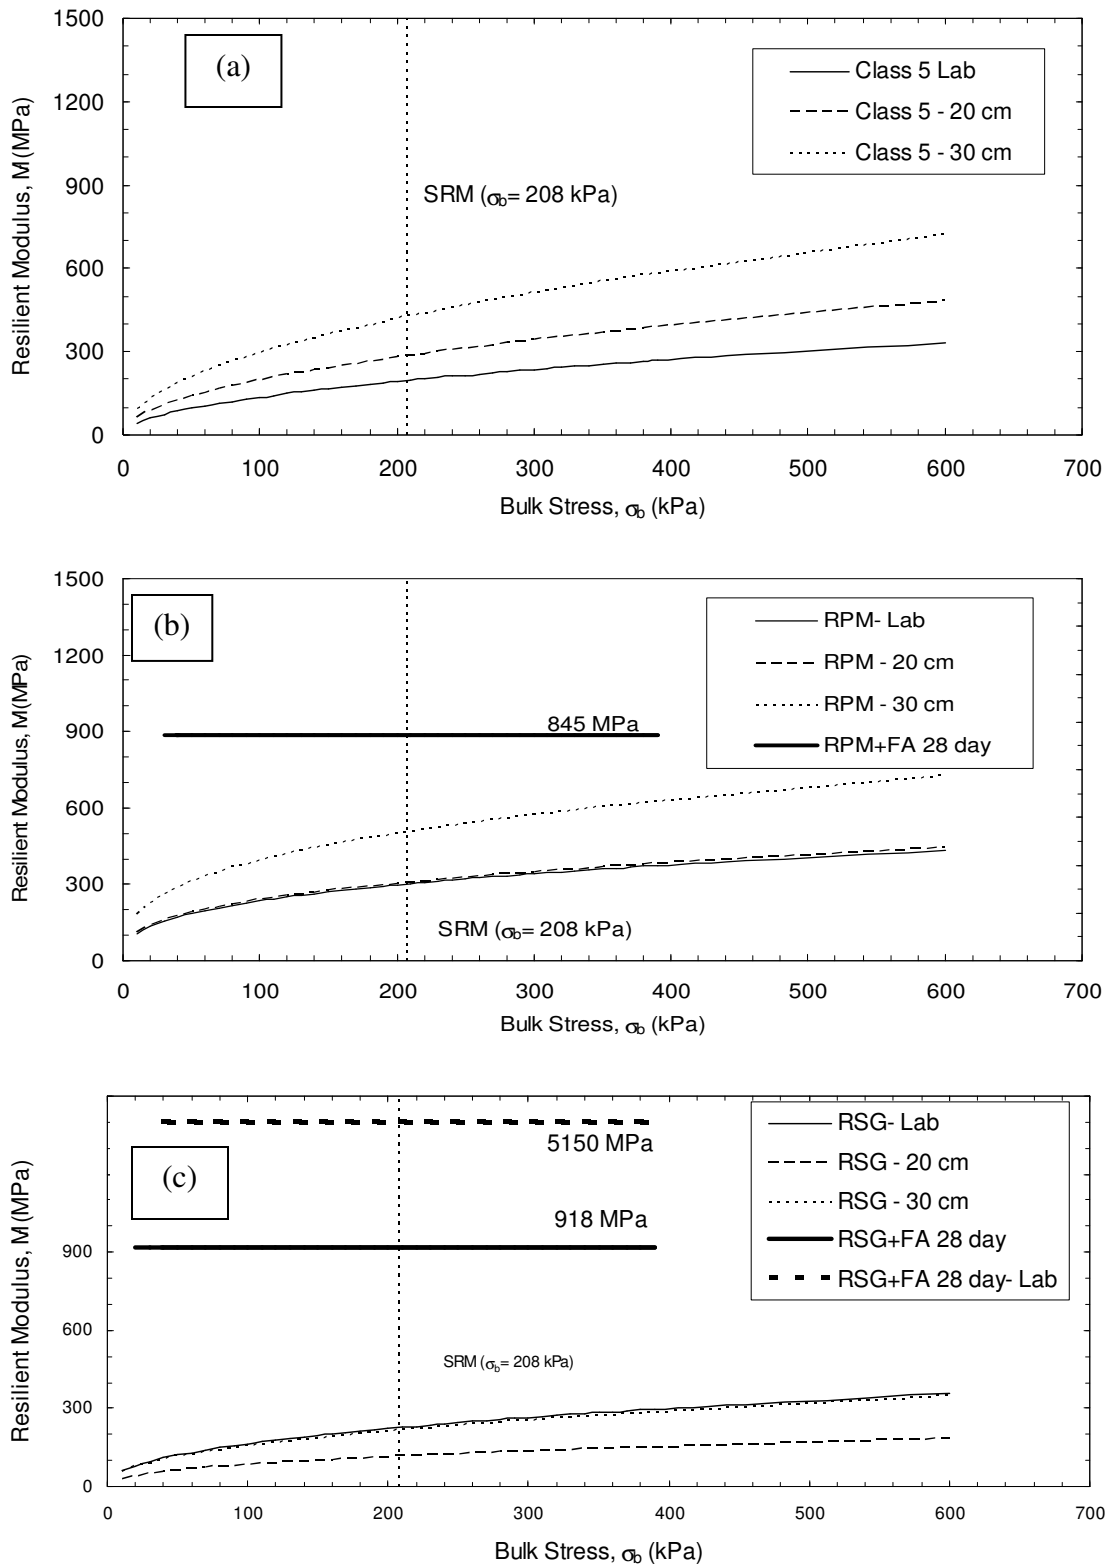 1500
1200
900
600
300
0
Resilient Modulus, M (MPa)
(a)
Class 5 Lab
Class 5 - 20 cm
Class 5 - 30 cm
SRM (σb= 208 kPa)
0 100 200 300 400 500 600 700
Bulk Stress, σb (kPa)
1500
1200
900
600
300
0
Resilient Modulus, M (MPa)
(b)
RPM- Lab
RPM - 20 cm
RPM - 30 cm
RPM+FA 28 day
845 MPa
SRM (σb= 208 kPa)
0 100 200 300 400 500 600 700
Bulk Stress, σb (kPa)
900
600
300
0
Resilient Modulus, M (MPa)
(c)
RSG- Lab
RSG - 20 cm
RSG - 30 cm
RSG+FA 28 day
RSG+FA 28 day- Lab
5150 MPa
918 MPa
SRM (σb= 208 kPa)
0 100 200 300 400 500 600 700
Bulk Stress, σb (kPa)